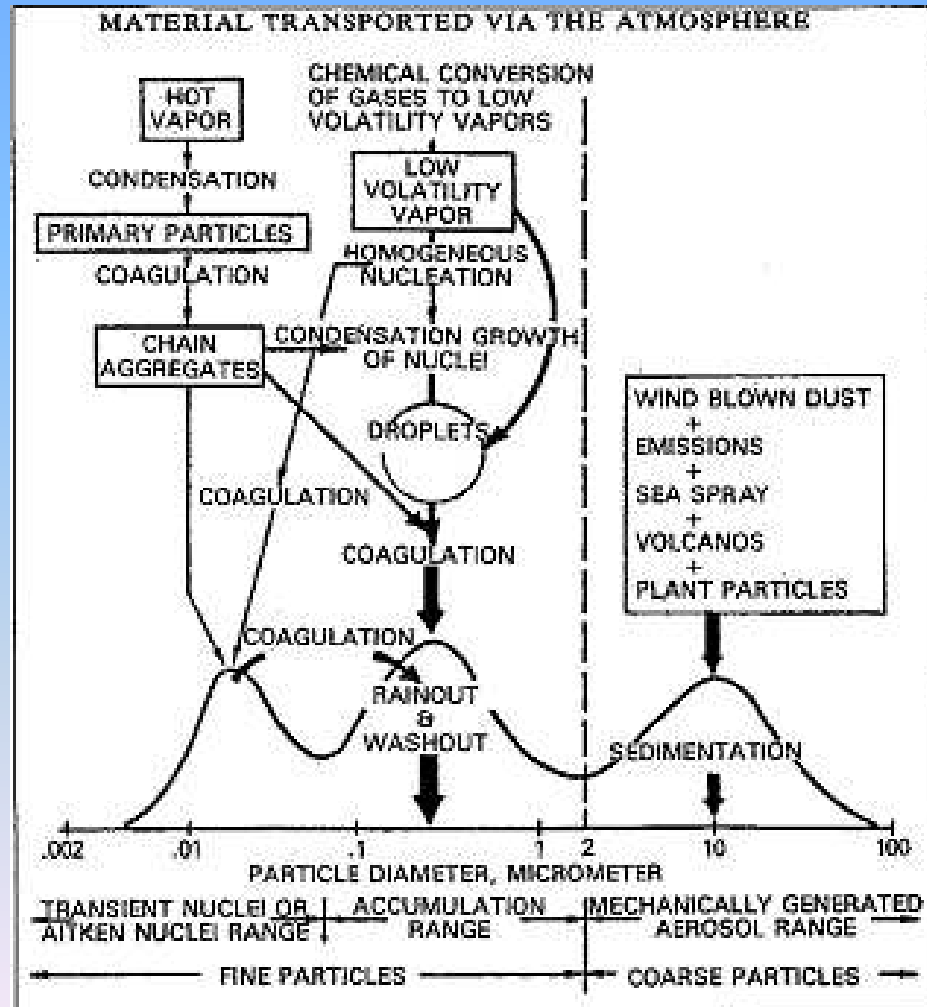 MATERIAL TRANSPORTED VIA THE ATMOSPHERE
HOT
VAPOR
CONDENSATION
PRIMARY PARTICLES
COAGULATION
CHAIN
AGGREGATES
CHEMICAL CONVERSION
OF GASES TO LOW
VOLATILITY VAPORS
LOW
VOLATILITY
VAPOR
HOMOGENEOUS
NUCLEATION
CONDENSATION GROWTH
OF NUCLEI
DROPLETS
COAGULATION
COAGULATION
COAGULATION
RAINOUT
&
WASHOUT
WIND BLOWN DUST
+
EMISSIONS
+
SEA SPRAY
+
VOLCANOS
+
PLANT PARTICLES
SEDIMENTATION
.002 .01 .1 1 2 10 100
PARTICLE DIAMETER, MICROMETER
TRANSIENT NUCLEI OR
AITKEN NUCLEI RANGE
ACCUMULATION
RANGE
MECHANICALLY GENERATED
AEROSOL RANGE
FINE PARTICLES
COARSE PARTICLES